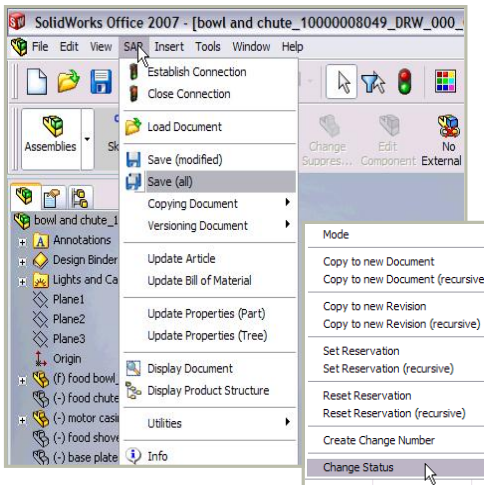 SolidWorks Office 2007 - [bowl and chute_10000008049_DRW_000_
File Edit View SAP Insert Tools Window Help
Establish Connection
Close Connection
Load Document
Save (modified)
Save (all)
Copying Document
Versioning Document
Update Article
Update Bill of Material
Update Properties (Part)
Update Properties (Tree)
Display Document
Display Product Structure
Utilities
Info
Assemblies
Sk
Change Suppres...
Edit Component
No External
bowl and chute_1
A Annotations
Design Binder
Lights and Ca
Plane1
Plane2
Plane3
Origin
(f) food bowl_
(-) food chute
(-) motor casi
(-) food shove
(-) base plate
Mode
Copy to new Document
Copy to new Document (recursive
Copy to new Revision
Copy to new Revision (recursive)
Set Reservation
Set Reservation (recursive)
Reset Reservation
Reset Reservation (recursive)
Create Change Number
Change Status